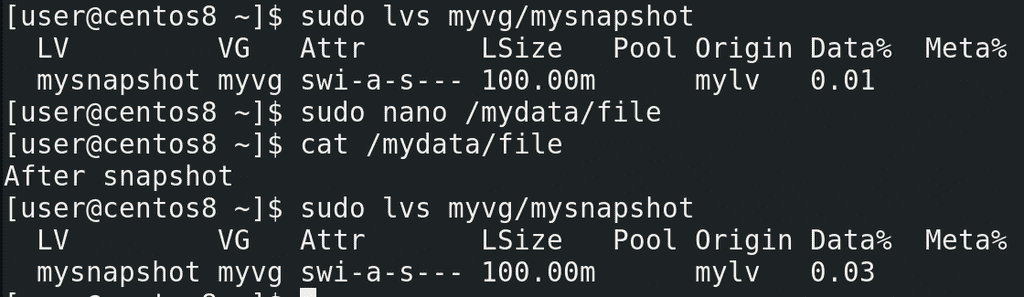 [user@centos8 ~]$ sudo lvs myvg/mysnapshot
LV VG Attr LSize Pool Origin Data% Meta%
mysnapshot myvg swi-a-s--- 100.00m mylv 0.01
[user@centos8 ~]$ sudo nano /mydata/file
[user@centos8 ~]$ cat /mydata/file
After snapshot
[user@centos8 ~]$ sudo lvs myvg/mysnapshot
LV VG Attr LSize Pool Origin Data% Meta%
mysnapshot myvg swi-a-s--- 100.00m mylv 0.03